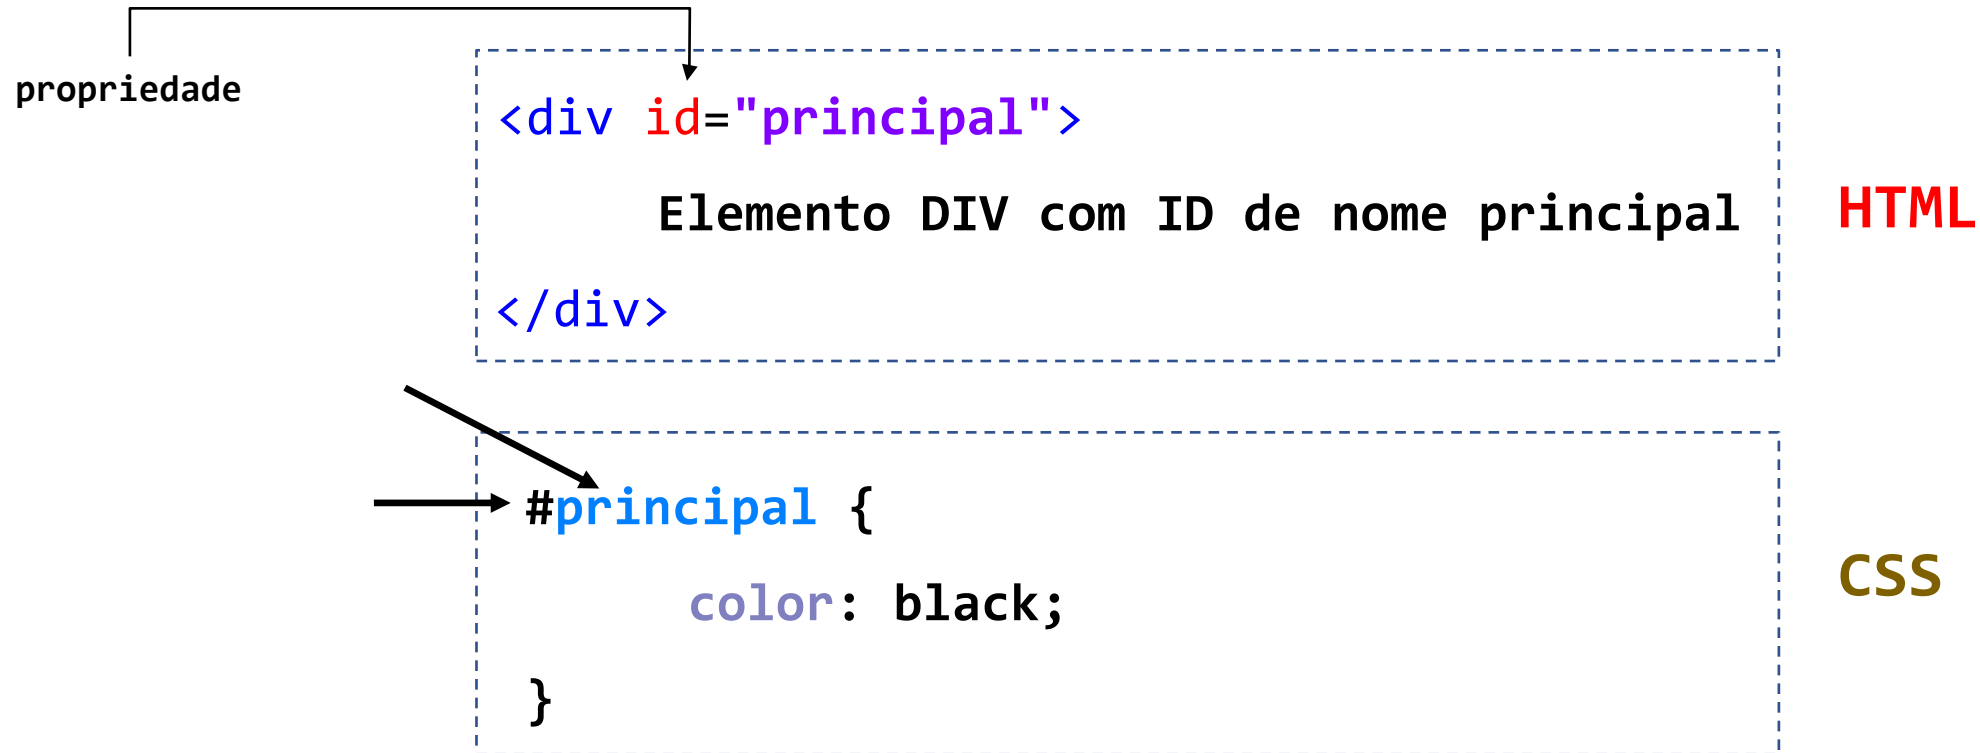 propriedade
<div id="principal">
Elemento DIV com ID de nome principal
</div>
HTML
#principal {
color: black;
}
CSS